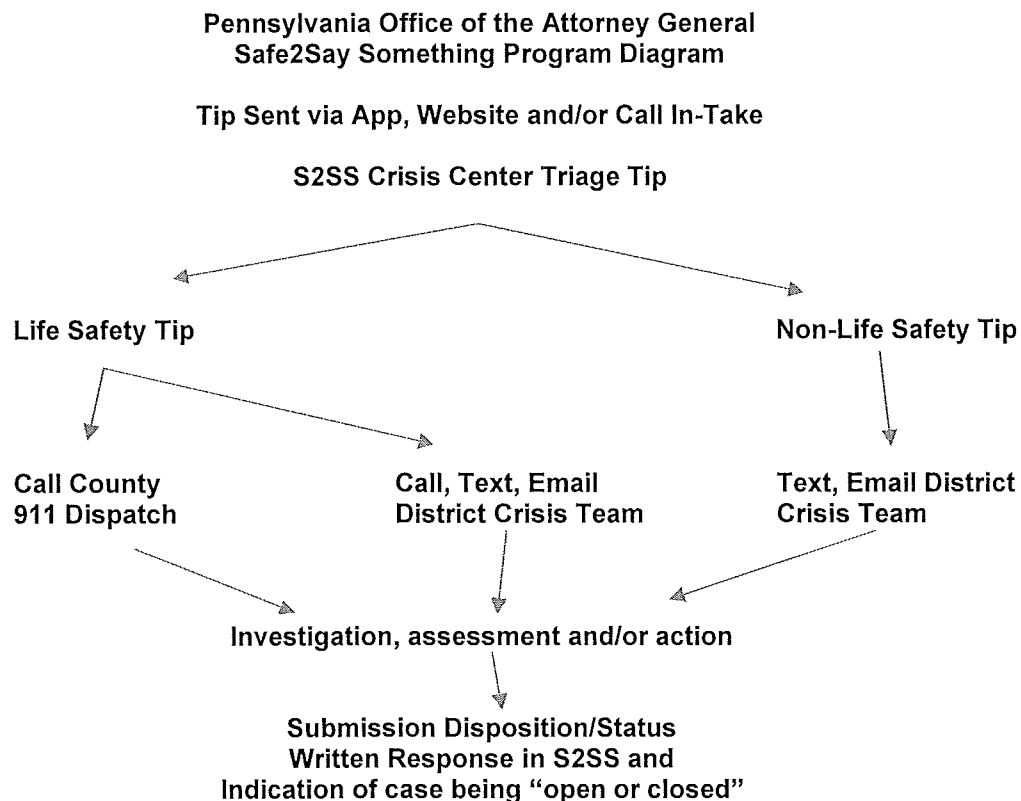 Pennsylvania Office of the Attorney General
Safe2Say Something Program Diagram
Tip Sent via App, Website and/or Call In-Take
S2SS Crisis Center Triage Tip
Life Safety Tip
Non-Life Safety Tip
Call County
911 Dispatch
Call, Text, Email
District Crisis Team
Text, Email District
Crisis Team
Investigation, assessment and/or action
Submission Disposition/Status
Written Response in S2SS and
Indication of case being “open or closed”